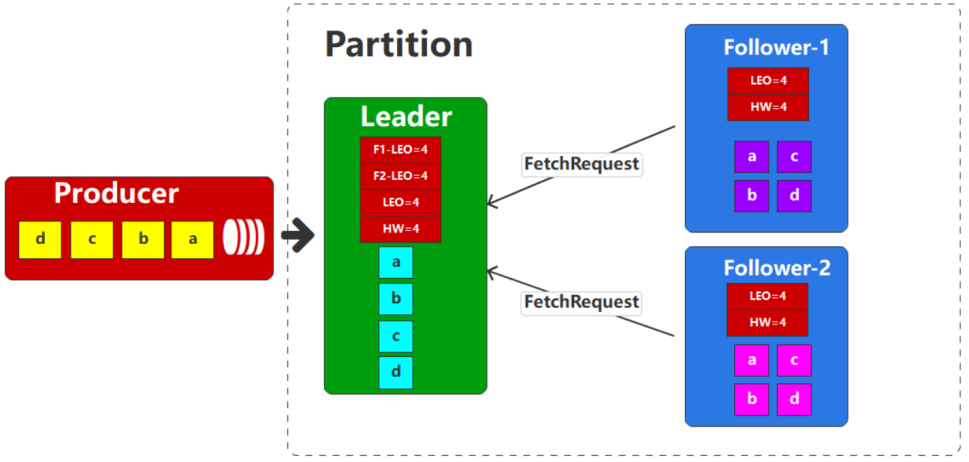 Partition
Producer
d c b a
Leader
F1-LEO=4
F2-LEO=4
LEO=4
HW=4
a
b
c
d
FetchRequest
FetchRequest
Follower-1
LEO=4
HW=4
a c
b d
Follower-2
LEO=4
HW=4
a c
b d